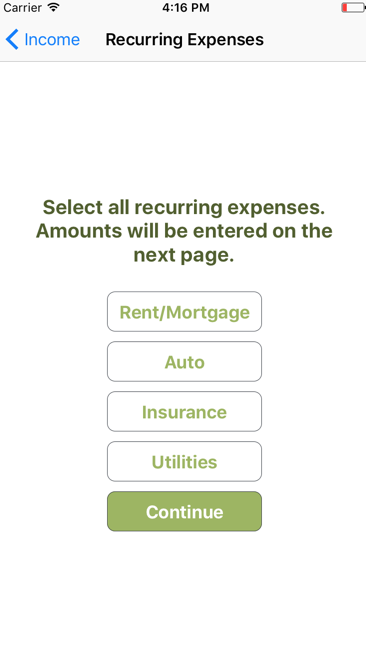 Carrier 4:16 PM
Income Recurring Expenses
Select all recurring expenses.
Amounts will be entered on the
next page.
Rent/Mortgage
Auto
Insurance
Utilities
Continue